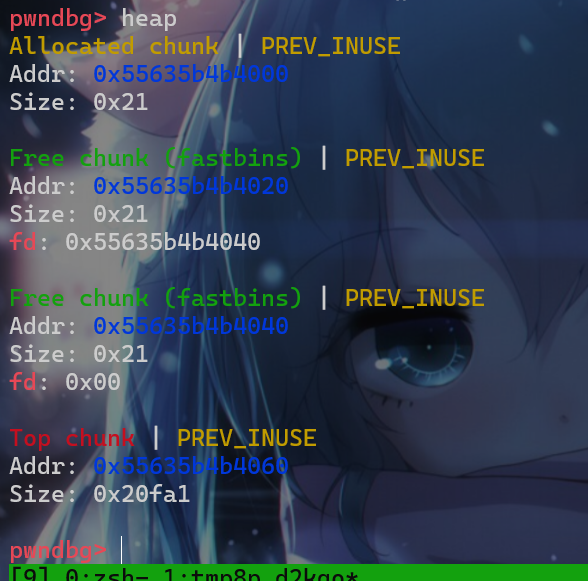 pwndbg> heap
Allocated chunk | PREV_INUSE
Addr: 0x55635b4b4000
Size: 0x21
Free chunk (fastbins) | PREV_INUSE
Addr: 0x55635b4b4020
Size: 0x21
fd: 0x55635b4b4040
Free chunk (fastbins) | PREV_INUSE
Addr: 0x55635b4b4040
Size: 0x21
fd: 0x00
Top chunk | PREV_INUSE
Addr: 0x55635b4b4060
Size: 0x20fa1
pwndbg>
[9] 0:zsh- 1:tmp8p_d2kgo*